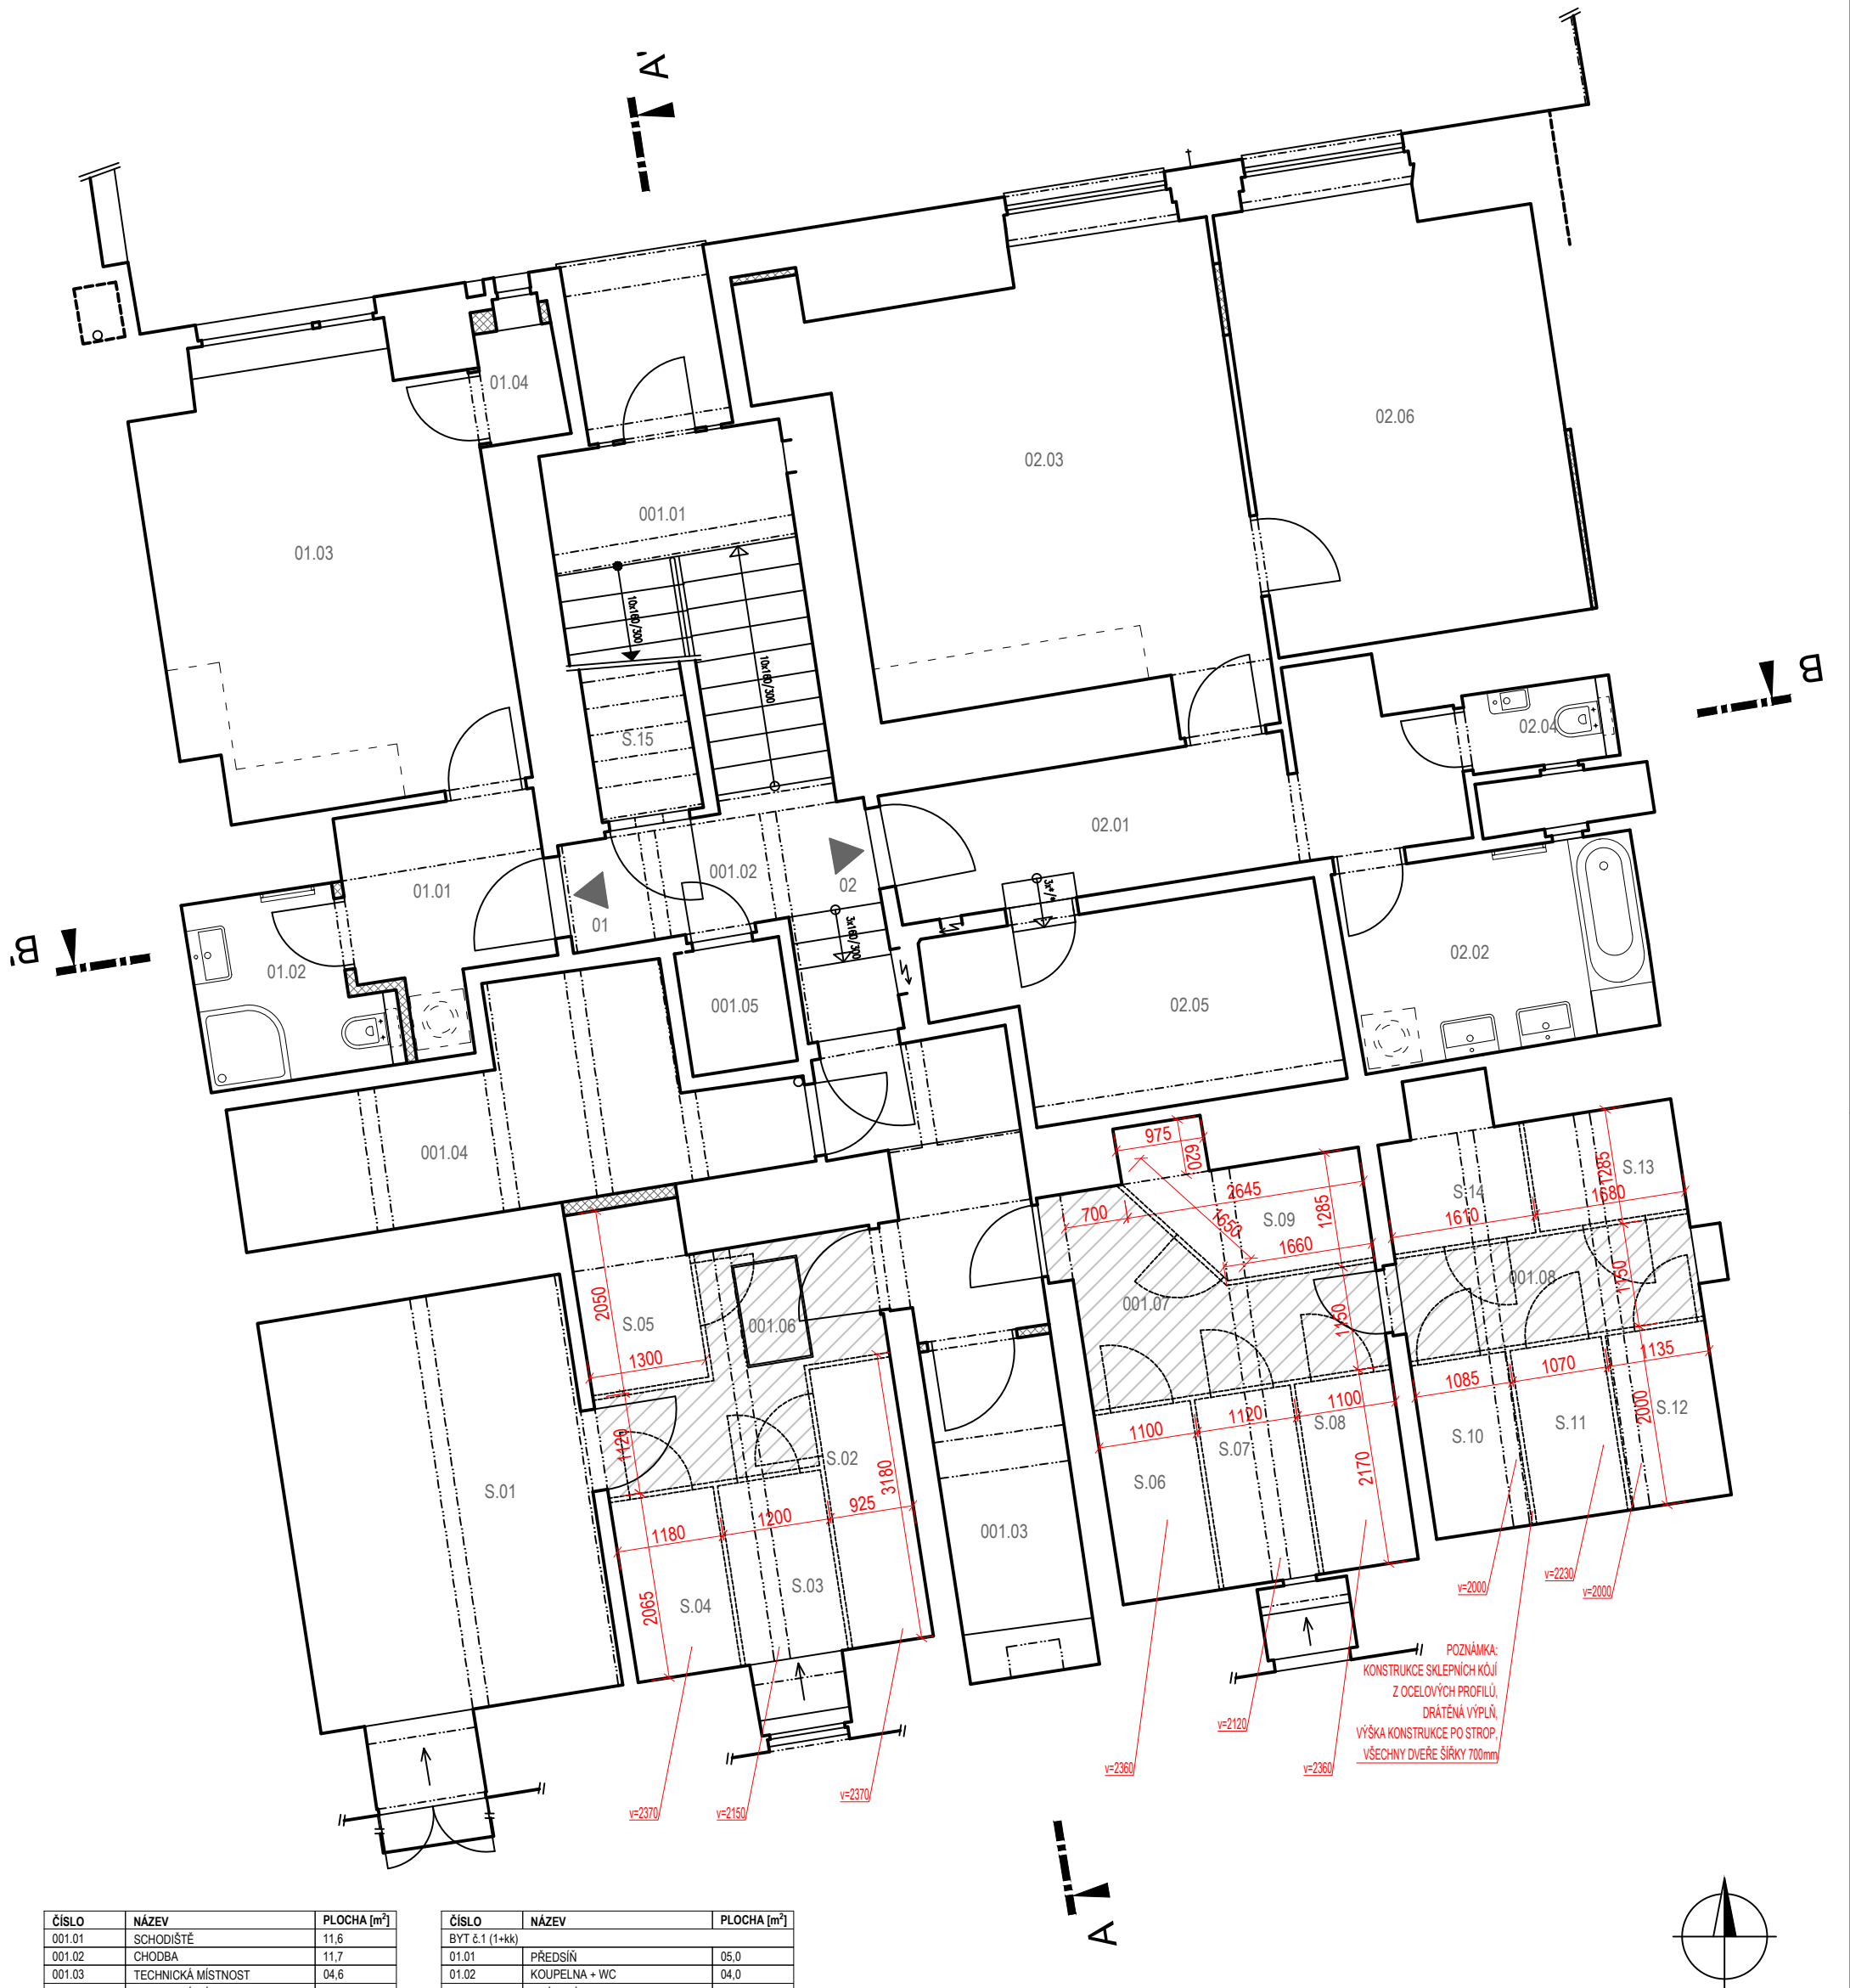 A'
01.04
02.06
02.03
001.01
01.03
10x160/300
10x160/300
B
S.15
02.04
02.01
001.02
02
01.01
01
3x*/*
3x160/300
B'
01.02
02.02
001.05
02.05
001.04
975
620
2645
1285
1285
S.13
S.14
1680
1610
700
1650
S.09
1660
001.08
001.07
1150
1150
2050
S.05
001.06
1300
1135
1070
1085
1100
1120
1100
2000
S.12
S.11
S.10
S.08
S.07
S.06
1120
S.02
3180
2170
S.01
925
1200
1180
001.03
S.03
S.04
2065
v=2000
v=2230
v=2000
POZNÁMKA:
KONSTRUKCE SKLEPNÍCH KÓJÍ
Z OCELOVÝCH PROFILŮ,
DRÁTĚNÁ VÝPLŇ,
VÝŠKA KONSTRUKCE PO STROP,
VŠECHNY DVEŘE ŠÍŘKY 700mm
v=2120
v=2360
v=2360
v=2370
v=2150
v=2370
A
ČÍSLO NÁZEV PLOCHA [m²]
001.01 SCHODIŠTĚ 11,6
001.02 CHODBA 11,7
001.03 TECHNICKÁ MÍSTNOST 04,6
ČÍSLO NÁZEV PLOCHA [m²]
BYT č.1 (1+kk)
01.01 PŘEDSÍŇ 05,0
01.02 KOUPELNA + WC 04,0